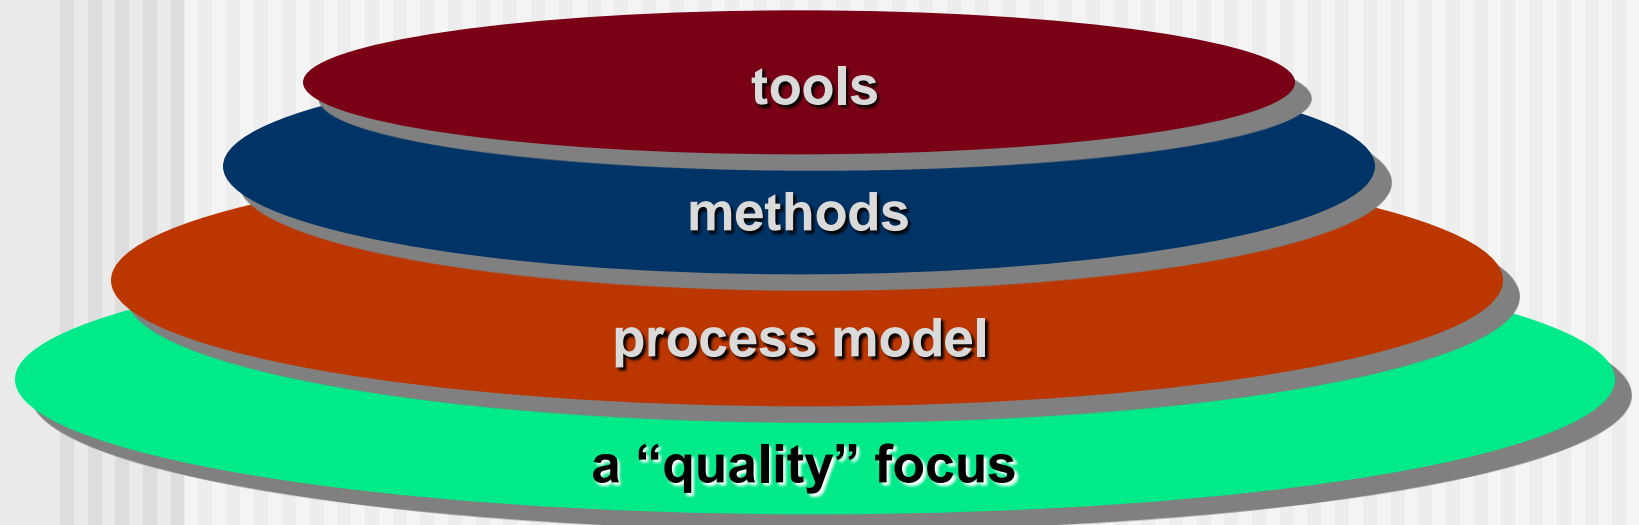 tools
methods
process model
a “quality” focus